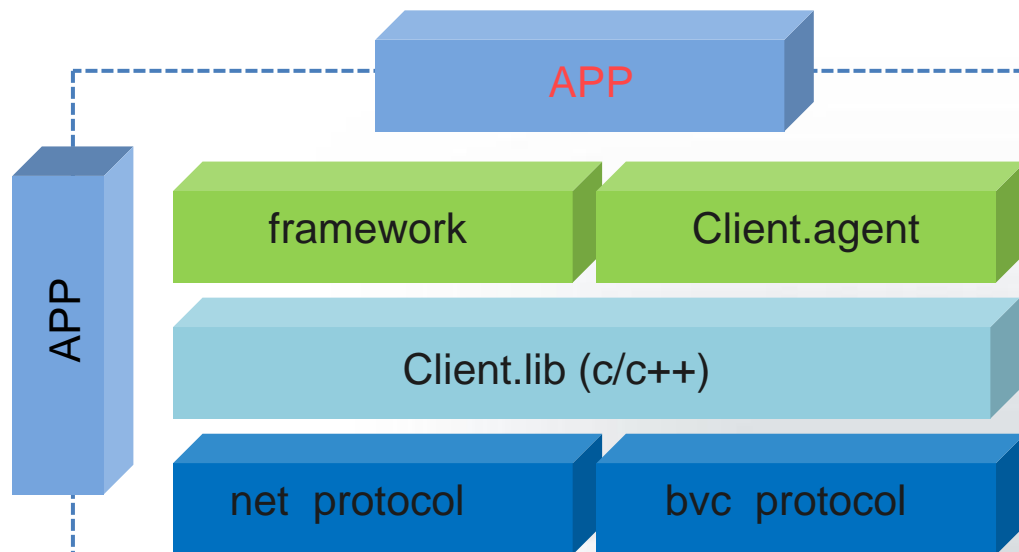 APP
framework
Client.agent
APP
Client.lib (c/c++)
net protocol
bvc protocol